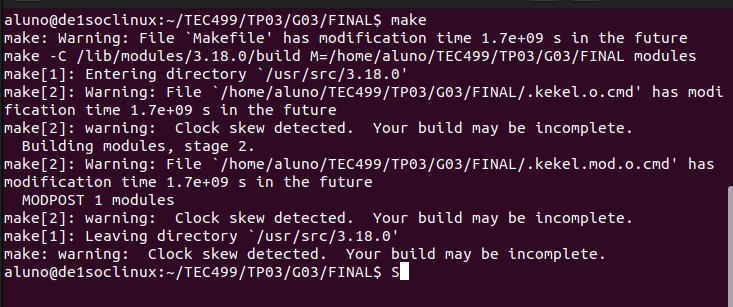 aluno@de1soclinux:~/TEC499/TP03/G03/FINAL$ make
make: Warning: File `Makefile' has modification time 1.7e+09 s in the future
make -C /lib/modules/3.18.0/build M=/home/aluno/TEC499/TP03/G03/FINAL modules
make[1]: Entering directory `/usr/src/3.18.0'
make[2]: Warning: File `/home/aluno/TEC499/TP03/G03/FINAL/.kekel.o.cmd' has modi
fication time 1.7e+09 s in the future
make[2]: warning:  Clock skew detected.  Your build may be incomplete.
  Building modules, stage 2.
make[2]: Warning: File `/home/aluno/TEC499/TP03/G03/FINAL/.kekel.mod.o.cmd' has
modification time 1.7e+09 s in the future
  MODPOST 1 modules
make[2]: warning:  Clock skew detected.  Your build may be incomplete.
make[1]: Leaving directory `/usr/src/3.18.0'
make: warning:  Clock skew detected.  Your build may be incomplete.
aluno@de1soclinux:~/TEC499/TP03/G03/FINAL$ S